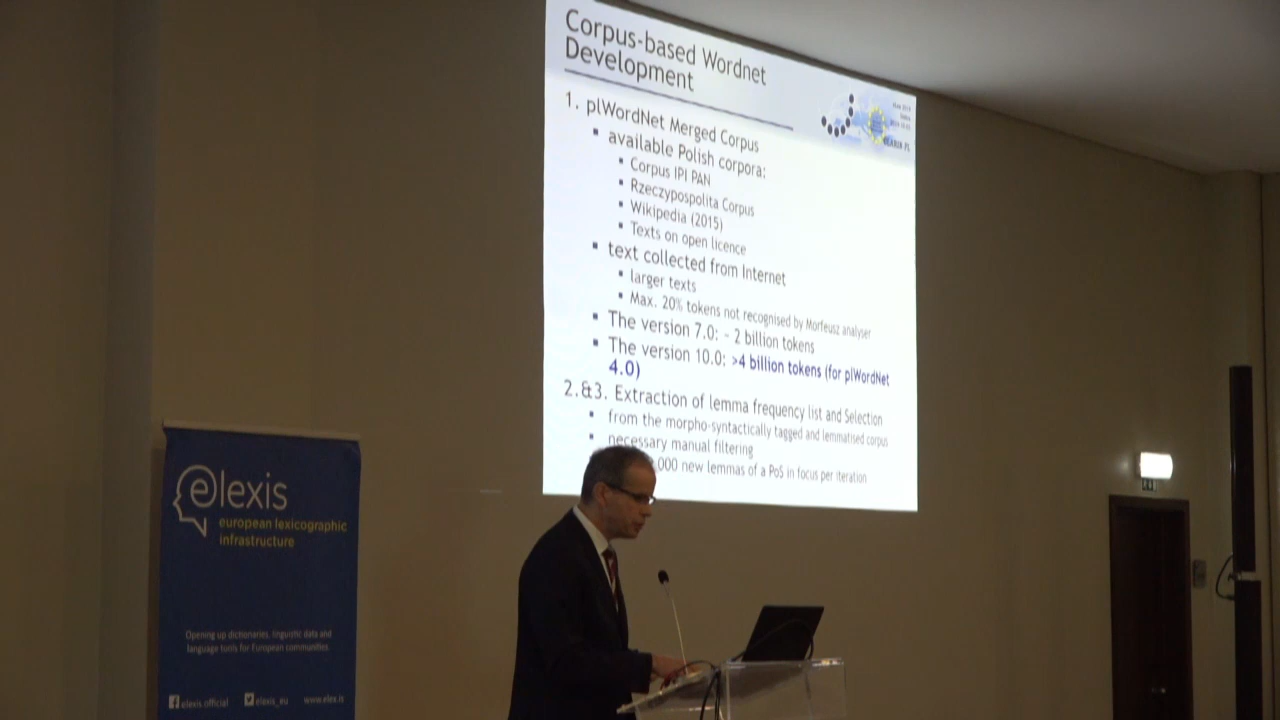 Corpus-based Wordnet
Development
1. plWordNet Merged Corpus
▪ available Polish corpora:
▪ Corpus IPI PAN
▪ Rzeczypospolita Corpus
▪ Wikipedia (2015)
▪ Texts on open licence
▪ text collected from Internet
▪ larger texts
▪ Max. 20% tokens not recognised by Morfeusz analyser
▪ The version 7.0: ~ 2 billion tokens
▪ The version 10.0: >4 billion tokens (for plWordNet
4.0)
2.&3. Extraction of lemma frequency list and Selection
▪ from the morpho-syntactically tagged and lemmatised corpus
▪ necessary manual filtering
000 new lemmas of a PoS in focus per iteration
CLARIN-PL
elexis
european lexicographic
infrastructure
Opening up dictionaries, linguistic data and
language tools for European communities
elexis.official elexis_eu www.elex.is